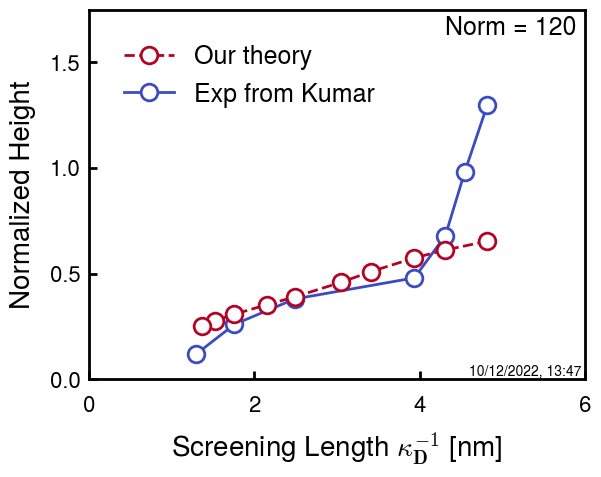 Norm = 120
Our theory
Exp from Kumar
Normalized Height
1.5
1.0
0.5
0.0
10/12/2022, 13:47
0 2 4 6
Screening Length κ_D^{-1} [nm]